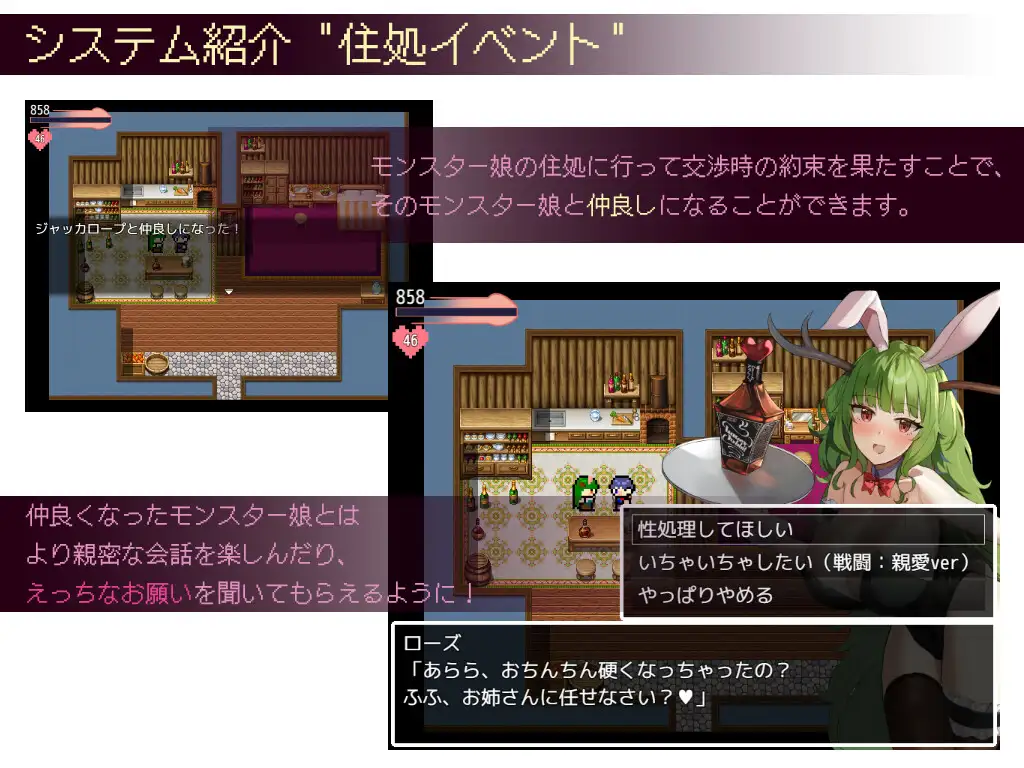 システム紹介 "住処イベント"
858
46
モンスター娘の住処に行って交渉時の約束を果たすことで、
そのモンスター娘と仲良しになることができます。
ジャッカロープと仲良しになった!
858
46
仲良くなったモンスター娘とは
より親密な会話を楽しんだり、
えっちなお願いを聞いてもらえるように!
性処理してほしい
いちゃいちゃしたい(戦闘:親愛ver)
やっぱりやめる
ローズ
「あらら、おちんちん硬くなっちゃったの?
ふふ、お姉さんに任せなさい?♥」